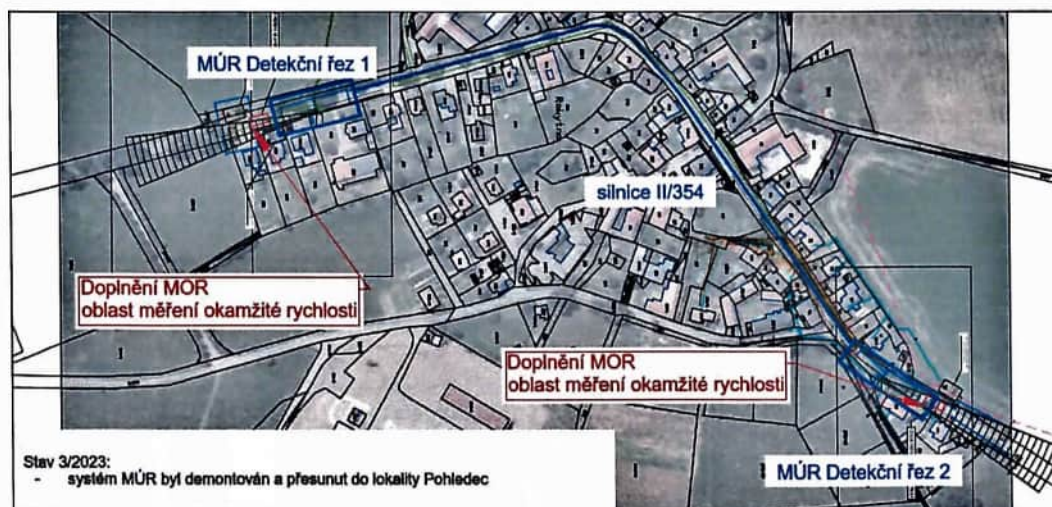 MÚR Detekční řez 1
silnice II/354
Doplnění MOR
oblast měření okamžité rychlosti
Doplnění MOR
oblast měření okamžité rychlosti
Stav 3/2023:
- systém MÚR byl demontován a přesunut do lokality Pohledec
MÚR Detekční řez 2